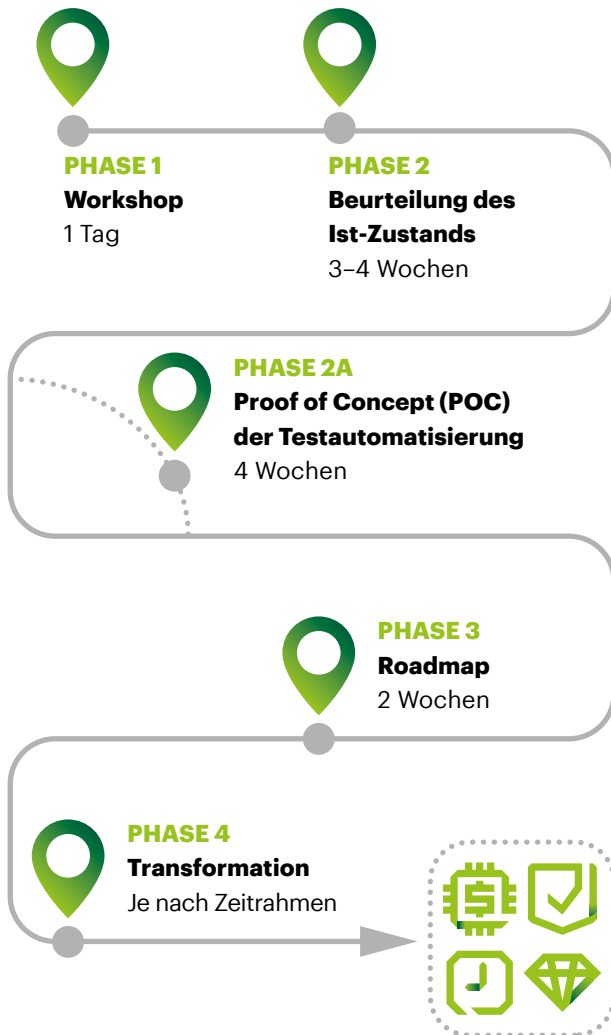 PHASE 1
Workshop
1 Tag
PHASE 2
Beurteilung des
Ist-Zustands
3–4 Wochen
PHASE 2A
Proof of Concept (POC)
der Testautomatisierung
4 Wochen
PHASE 3
Roadmap
2 Wochen
PHASE 4
Transformation
Je nach Zeitrahmen
$